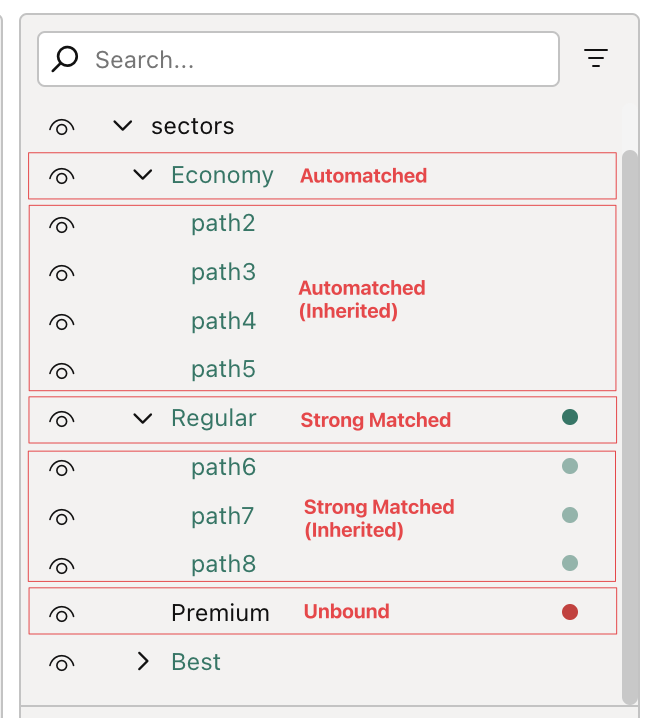 Search...
sectors
Economy Automatched
path2
path3
Automatched
(Inherited)
path4
path5
Regular Strong Matched
path6
path7
Strong Matched
(Inherited)
path8
Premium Unbound
Best